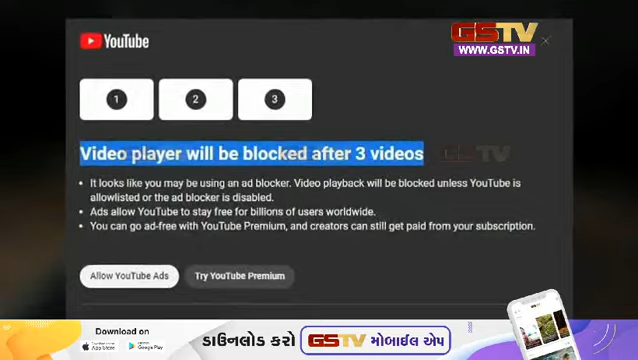 YouTube
GSTV
WWW.GSTV.IN
1 2 3
Video player will be blocked after 3 videos
GSTV
• It looks like you may be using an ad blocker. Video playback will be blocked unless YouTube is
allowlisted or the ad blocker is disabled.
• Ads allow YouTube to stay free for billions of users worldwide.
• You can go ad-free with YouTube Premium, and creators can still get paid from your subscription.
Allow YouTube Ads Try YouTube Premium
Download on
App Store Google Play
ડાઉનલોડ કરો GSTV મોબાઈલ એપ